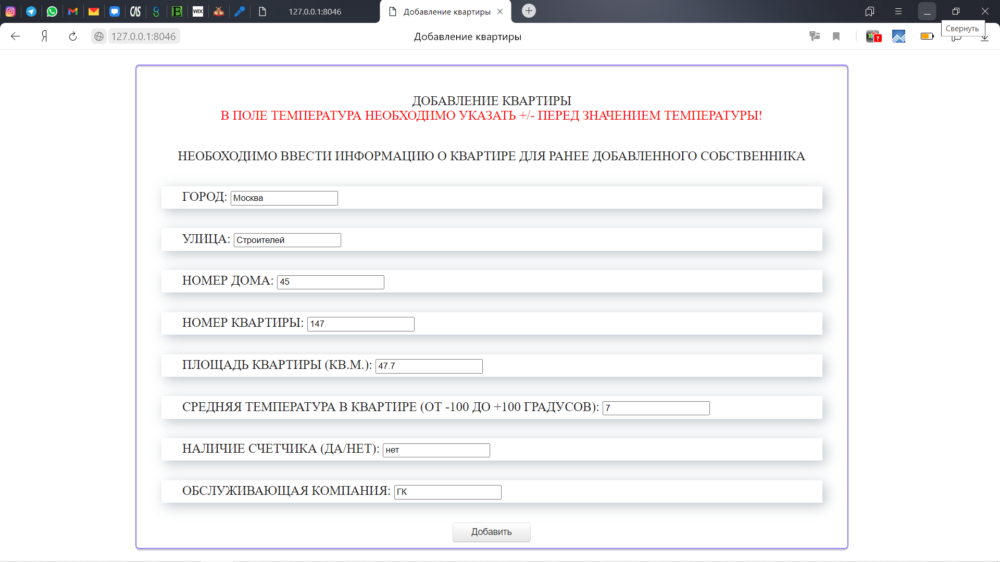 127.0.0.1:8046
Добавление квартиры
CAS
WIX
Свернуть
Я
127.0.0.1:8046
Добавление квартиры
ДОБАВЛЕНИЕ КВАРТИРЫ
В ПОЛЕ ТЕМПЕРАТУРА НЕОБХОДИМО УКАЗАТЬ +/- ПЕРЕД ЗНАЧЕНИЕМ ТЕМПЕРАТУРЫ!
НЕОБОХОДИМО ВВЕСТИ ИНФОРМАЦИЮ О КВАРТИРЕ ДЛЯ РАНЕЕ ДОБАВЛЕННОГО СОБСТВЕННИКА
ГОРОД: Москва
УЛИЦА: Строителей
НОМЕР ДОМА: 45
НОМЕР КВАРТИРЫ: 147
ПЛОЩАДЬ КВАРТИРЫ (КВ.М.): 47.7
СРЕДНЯЯ ТЕМПЕРАТУРА В КВАРТИРЕ (ОТ -100 ДО +100 ГРАДУСОВ): 7
НАЛИЧИЕ СЧЕТЧИКА (ДА/НЕТ): нет
ОБСЛУЖИВАЮЩАЯ КОМПАНИЯ: ГК
Добавить